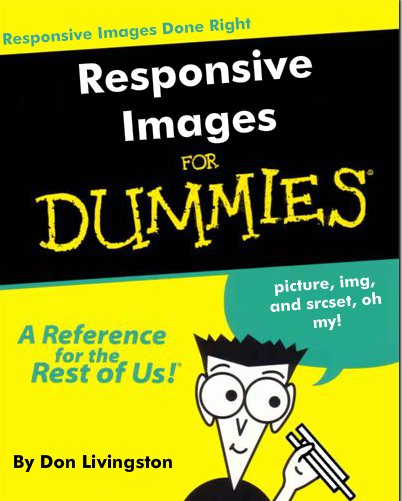 Responsive Images Done Right
Responsive
Images
FOR
DUMMIES®
picture, img,
and srcset, oh
my!
A Reference
for the
Rest of Us!®
By Don Livingston